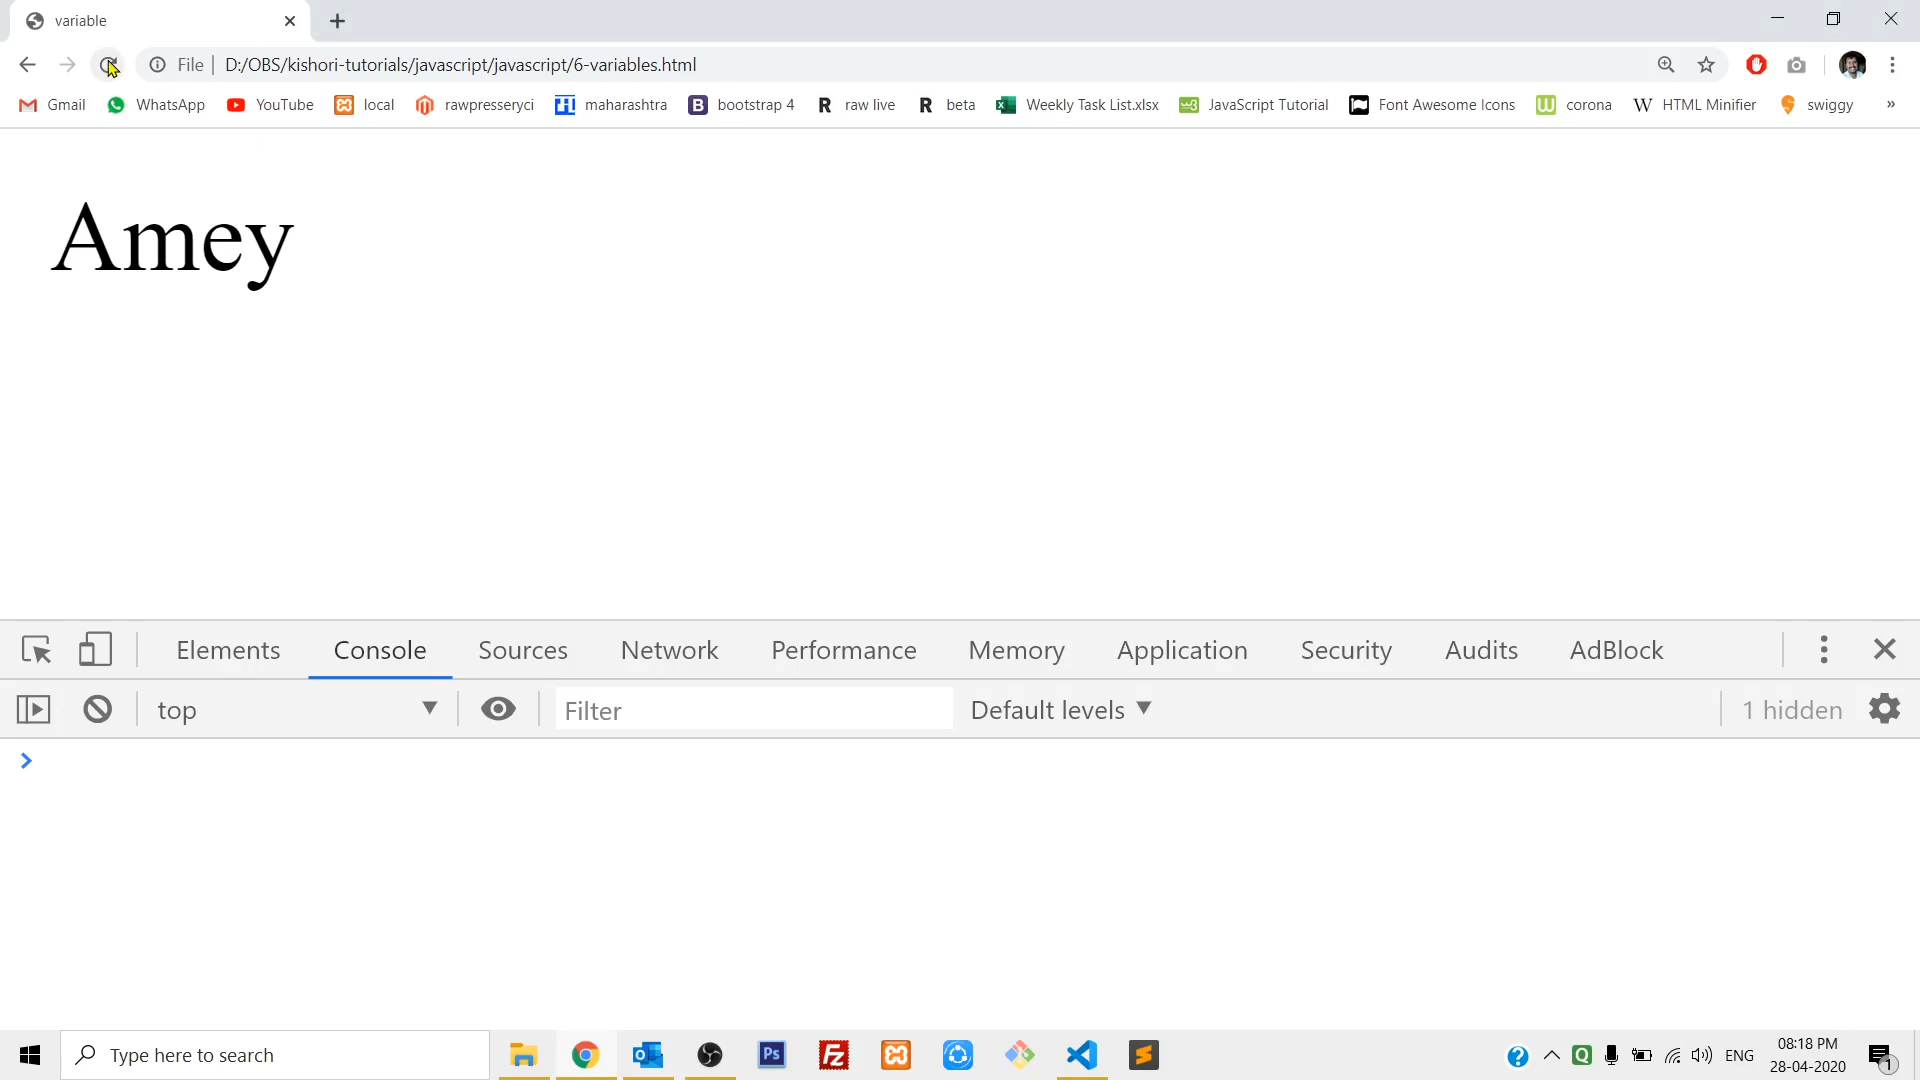 variable
File | D:/OBS/kishori-tutorials/javascript/javascript/6-variables.html
Gmail WhatsApp YouTube local rawpresseryci maharashtra bootstrap 4 raw live beta Weekly Task List.xlsx JavaScript Tutorial Font Awesome Icons corona HTML Minifier swiggy »
Amey
Elements Console Sources Network Performance Memory Application Security Audits AdBlock
top Filter Default levels 1 hidden
Type here to search
ENG
08:18 PM
28-04-2020
1